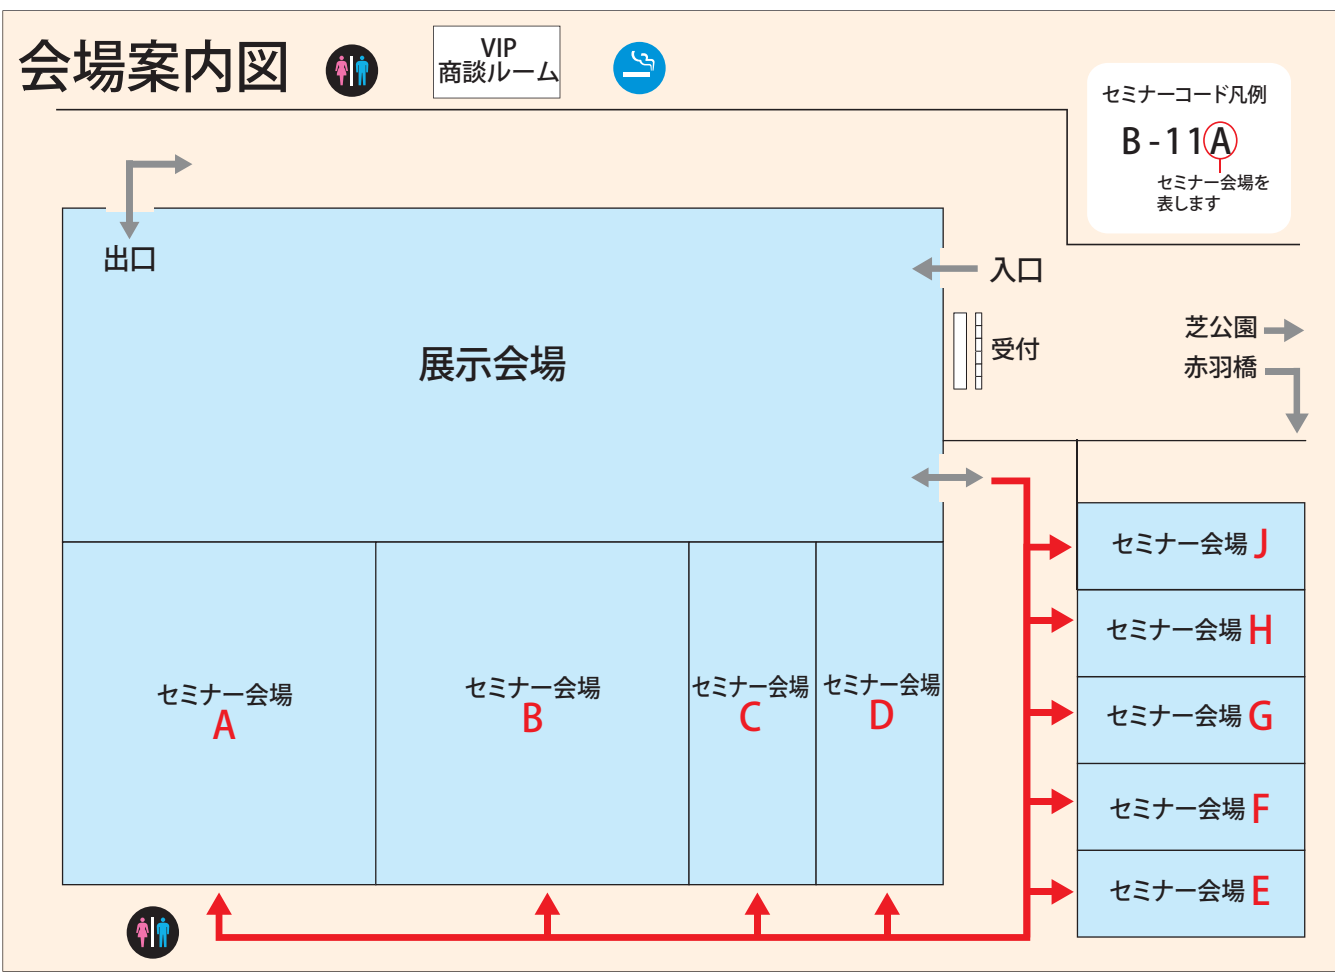 会場案内図
VIP
商談ルーム
セミナーコード凡例
B-11A
セミナー会場を
表します
出口
入口
展示会場
受付
芝公園
赤羽橋
セミナー会場 J
セミナー会場 H
セミナー会場 G
セミナー会場 F
セミナー会場 E
セミナー会場
A
セミナー会場
B
セミナー会場
C
セミナー会場
D